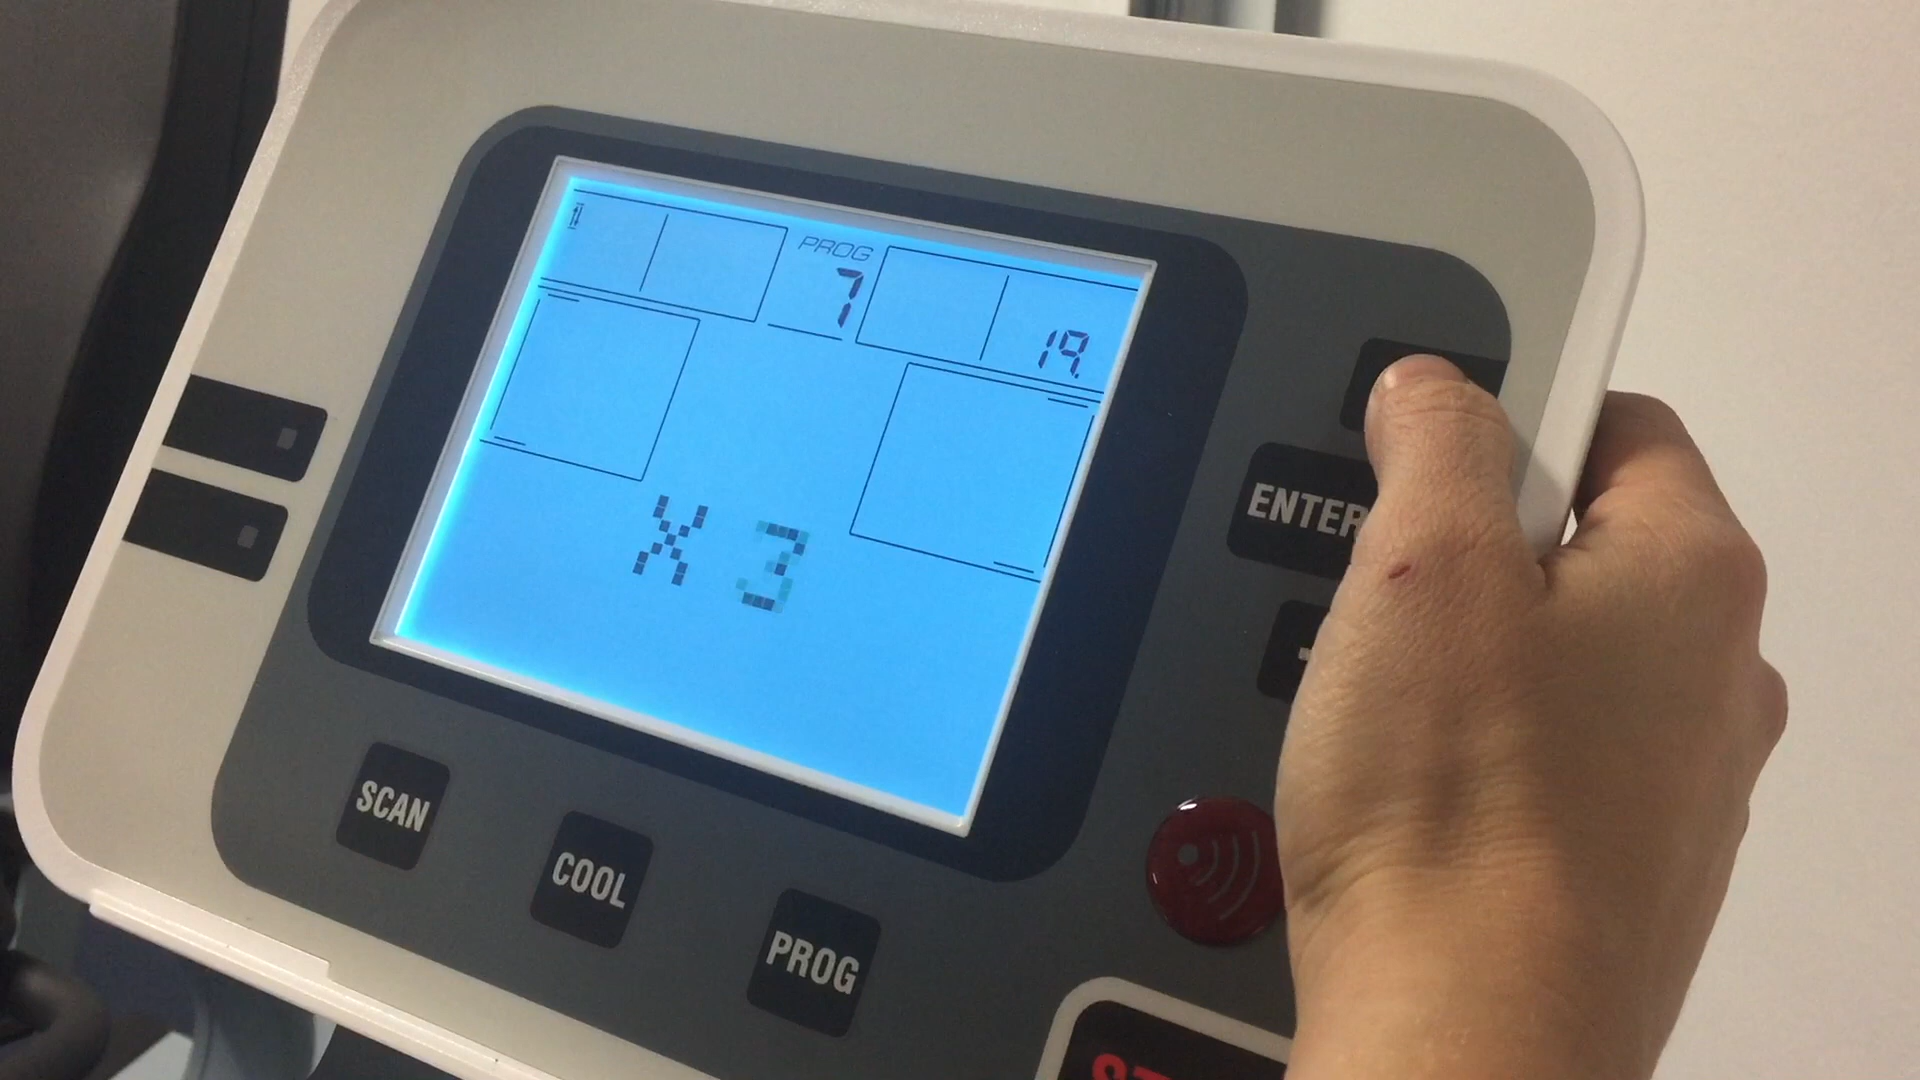 PROG
7
19.
X 3
ENTER
SCAN
COOL
PROG